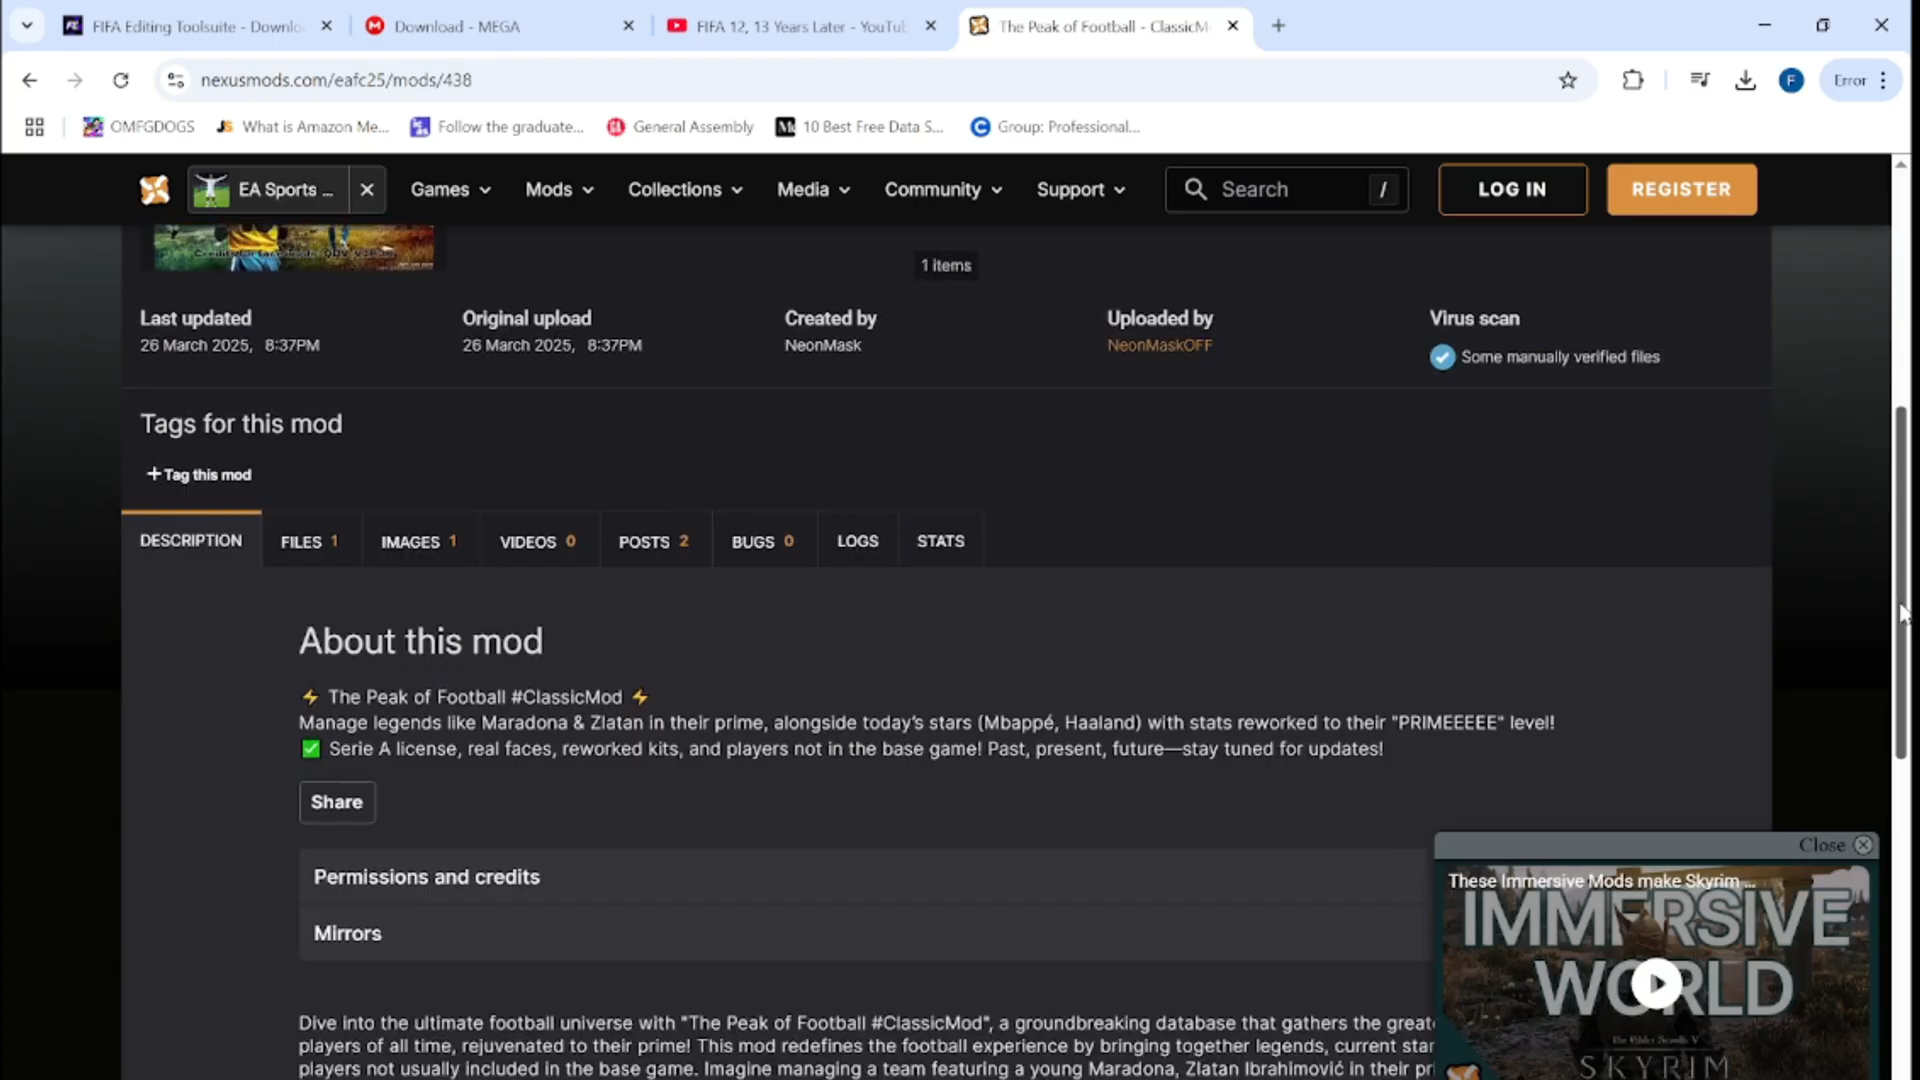 FIFA Editing Toolsuite - Downlo
Download - MEGA
FIFA 12, 13 Years Later - YouTub
The Peak of Football - ClassicM
nexusmods.com/eafc25/mods/438
F
Error
OMFGDOGS
What is Amazon Me...
Follow the graduate...
General Assembly
10 Best Free Data S...
Group: Professional...
EA Sports ...
Games
Mods
Collections
Media
Community
Support
Search
/
LOG IN
REGISTER
1 items
Last updated
26 March 2025, 8:37PM
Original upload
26 March 2025, 8:37PM
Created by
NeonMask
Uploaded by
NeonMaskOFF
Virus scan
Some manually verified files
Tags for this mod
+ Tag this mod
DESCRIPTION
FILES 1
IMAGES 1
VIDEOS 0
POSTS 2
BUGS 0
LOGS
STATS
About this mod
⚡ The Peak of Football #ClassicMod ⚡
Manage legends like Maradona & Zlatan in their prime, alongside today's stars (Mbappé, Haaland) with stats reworked to their "PRIMEEEEE" level!
✅ Serie A license, real faces, reworked kits, and players not in the base game! Past, present, future—stay tuned for updates!
Share
Permissions and credits
Mirrors
Close
These Immersive Mods make Skyrim ...
IMMERSIVE
WORLD
The Elder Scrolls V
SKYRIM
Dive into the ultimate football universe with "The Peak of Football #ClassicMod", a groundbreaking database that gathers the great
players of all time, rejuvenated to their prime! This mod redefines the football experience by bringing together legends, current star
players not usually included in the base game. Imagine managing a team featuring a young Maradona, Zlatan Ibrahimović in their pr